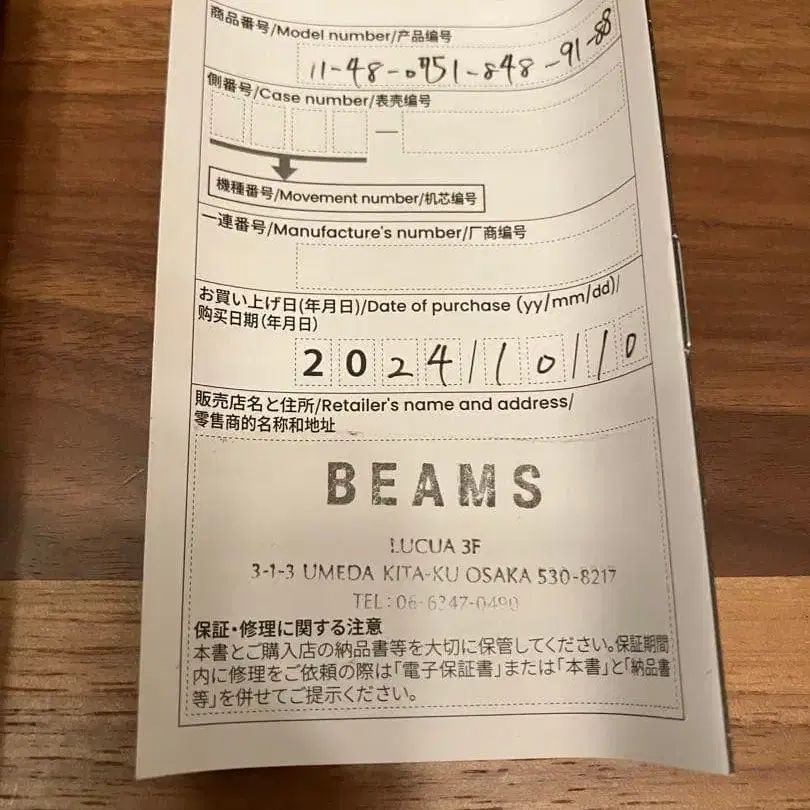 商品番号/Model number/产品编号
11-48-0751-848-91-88
側番号/Case number/表壳编号
—
機種番号/Movement number/机芯编号
一連番号/Manufacture's number/厂商编号
お買い上げ日(年月日)/Date of purchase (yy/mm/dd)/
购买日期(年月日)
2024/10/10
販売店名と住所/Retailer's name and address/
零售商的名称和地址
BEAMS
LUCUA 3F
3-1-3 UMEDA KITA-KU OSAKA 530-8217
TEL:06-6347-0490
保証・修理に関する注意
本書とご購入店の納品書等を大切に保管してください。保証期間
内に修理をご依頼の際は「電子保証書」または「本書」と「納品書
等」を併せてご提示ください。